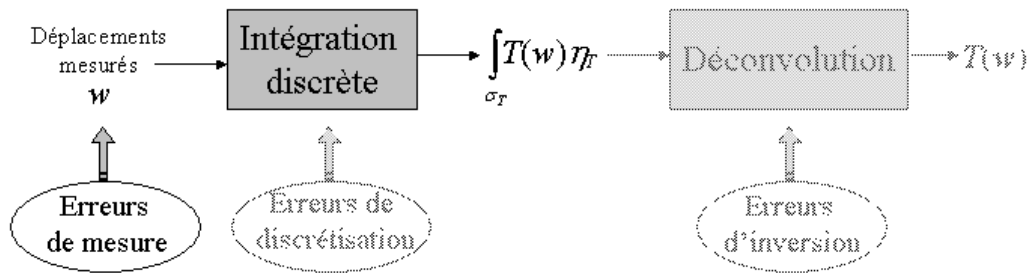 Déplacements
mesurés
w
Intégration
discrète
∫T(w) η_T
σ_T
Déconvolution
T(w)
Erreurs
de mesure
Erreurs de
discrétisation
Erreurs
d'inversion